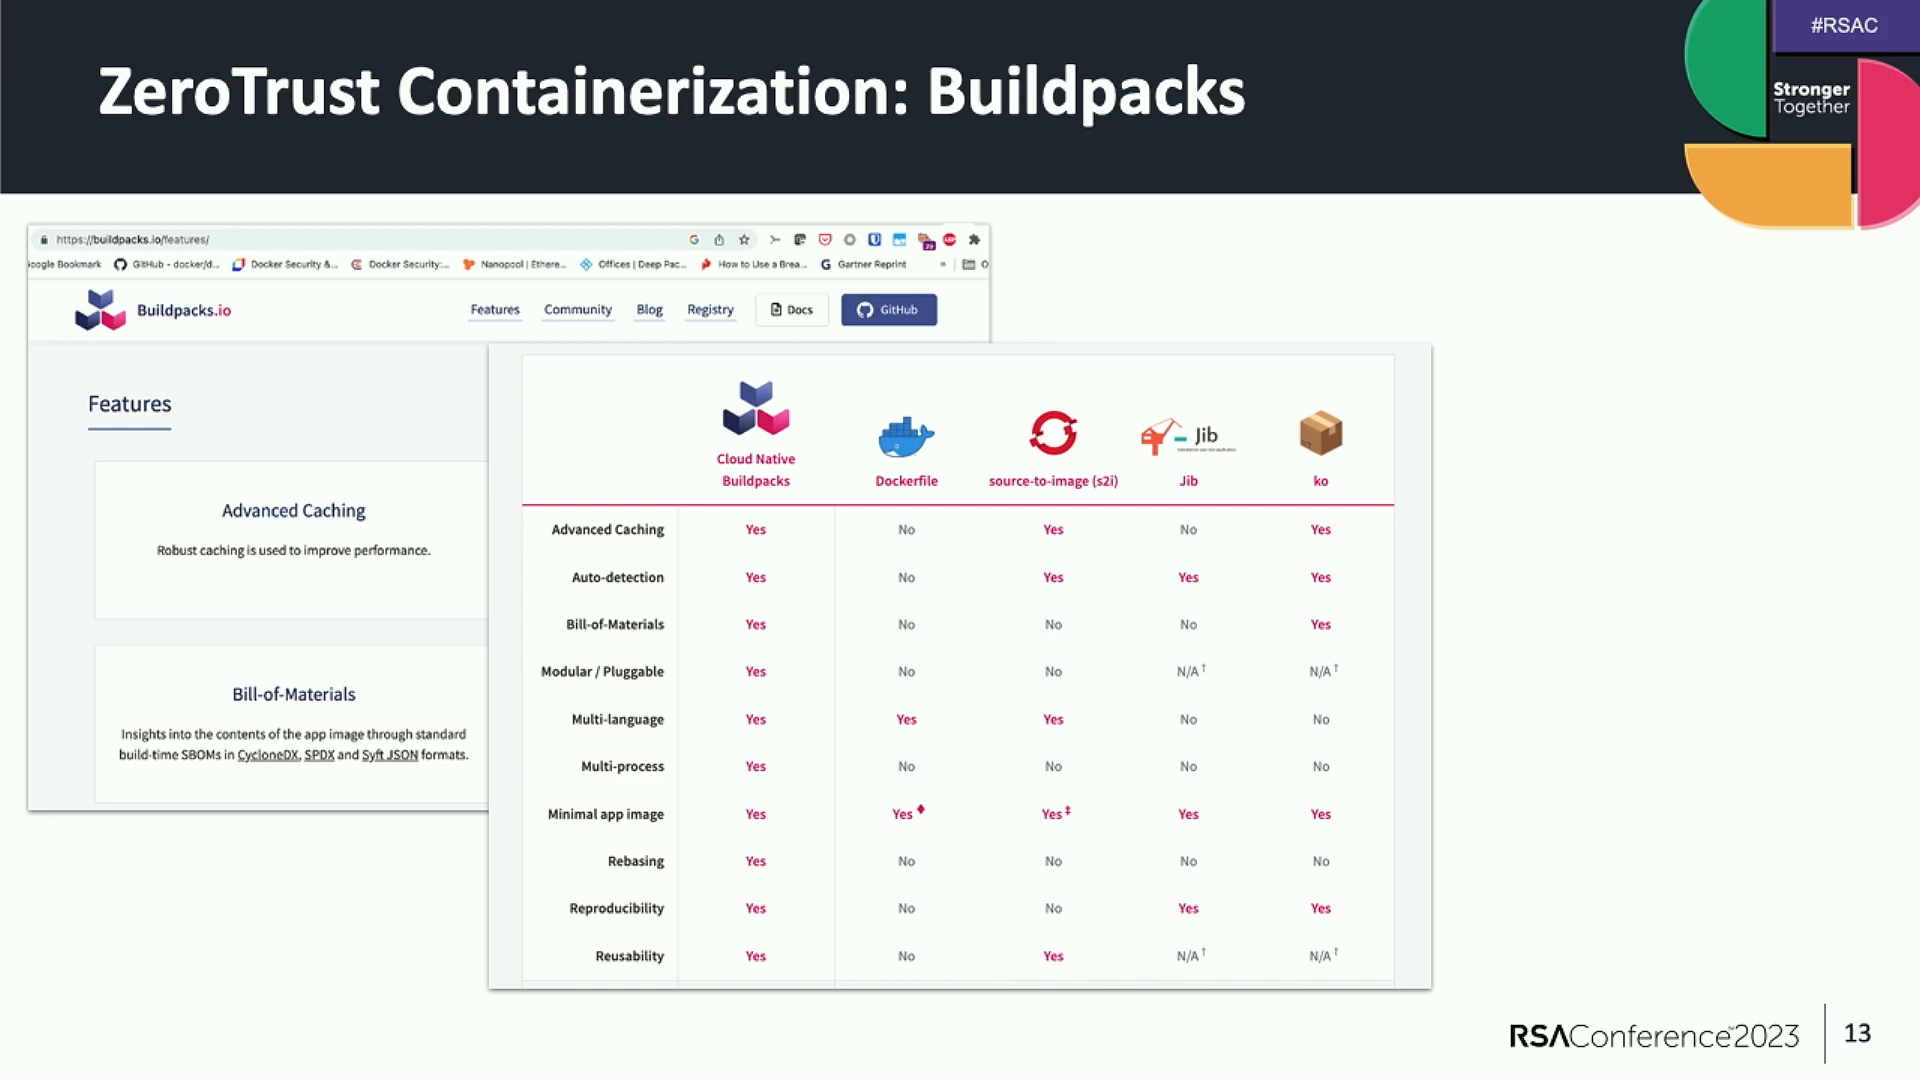 #RSAC
ZeroTrust Containerization: Buildpacks
Stronger
Together
https://buildpacks.io/features/
oogle Bookmark GitHub - docker/d... Docker Security &... Docker Security:... Nanopool | Ethere... Offices | Deep Pac... How to Use a Brea... Gartner Reprint »
Buildpacks.io Features Community Blog Registry Docs GitHub
Features
Advanced Caching
Robust caching is used to improve performance.
Bill-of-Materials
Insights into the contents of the app image through standard
build-time SBOMs in CycloneDX, SPDX and Syft JSON formats.
Jib
Cloud Native
Buildpacks Dockerfile source-to-image (s2i) Jib ko
Advanced Caching Yes No Yes No Yes
Auto-detection Yes No Yes Yes Yes
Bill-of-Materials Yes No No No Yes
Modular / Pluggable Yes No No N/A † N/A †
Multi-language Yes Yes Yes No No
Multi-process Yes No No No No
Minimal app image Yes Yes ♦ Yes ‡ Yes Yes
Rebasing Yes No No No No
Reproducibility Yes No No Yes Yes
Reusability Yes No Yes N/A † N/A †
RSAConference™2023 13